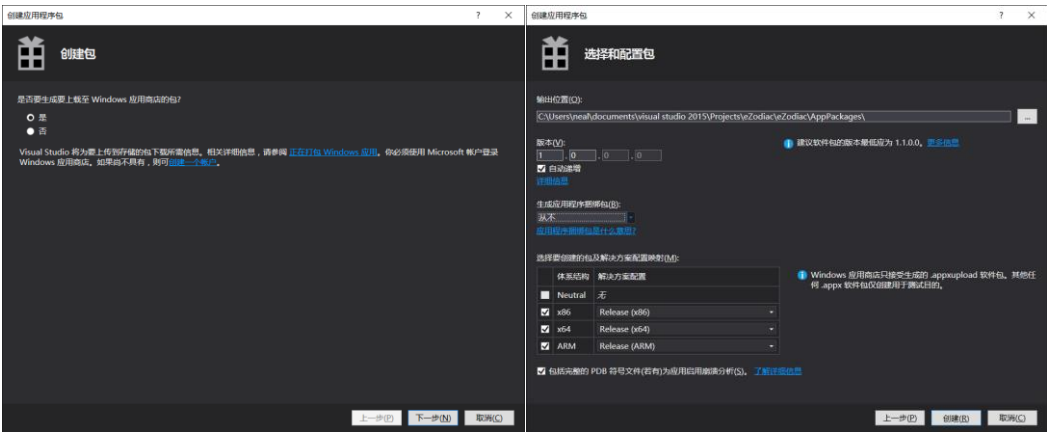 创建应用程序包
创建包
是否要生成要上载至 Windows 应用商店的包?
是
否
Visual Studio 将为要上传到存储的包下载所需信息。相关详细信息，请参阅 正在打包 Windows 应用。你必须使用 Microsoft 帐户登录
Windows 应用商店。如果尚不具有，则可创建一个帐户。
上一步(P) 下一步(N) 取消(C)
创建应用程序包
选择和配置包
输出位置(O):
C:\Users\neal\documents\visual studio 2015\Projects\eZodiac\eZodiac\AppPackages\ ...
版本(V):
1 . 0 . 0 . 0
建议软件包的版本最低应为 1.1.0.0。更多信息
自动递增
详细信息
生成应用程序捆绑包(B):
从不
应用程序捆绑包是什么意思?
选择要创建的包及解决方案配置映射(M):
体系结构 解决方案配置
Neutral 无
x86 Release (x86)
x64 Release (x64)
ARM Release (ARM)
Windows 应用商店只接受生成的 .appxupload 软件包。其他任
何 .appx 软件包仅创建用于测试目的。
包括完整的 PDB 符号文件(若有)为应用启用崩溃分析(S)。 了解详细信息
上一步(P) 创建(R) 取消(C)